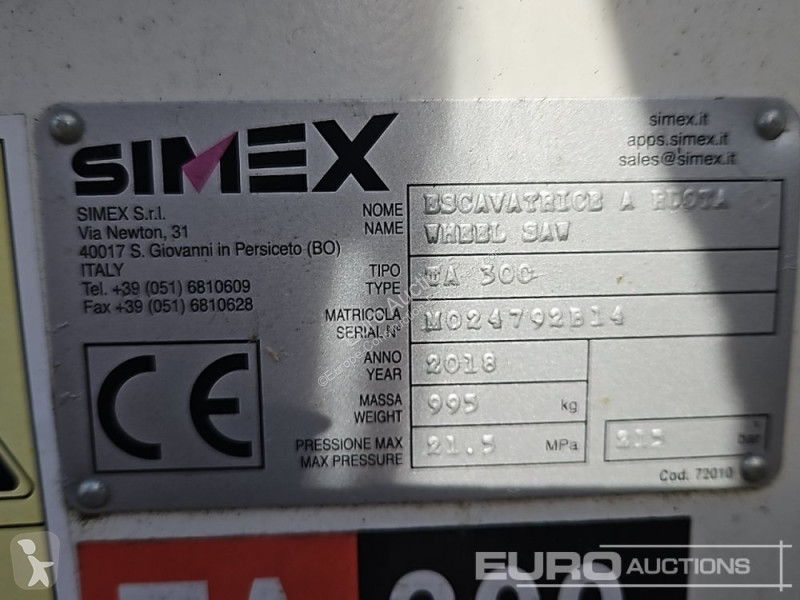 SIMEX
simex.it
apps.simex.it
sales@simex.it
SIMEX S.r.l.
Via Newton, 31
40017 S. Giovanni in Persiceto (BO)
ITALY
Tel. +39 (051) 6810609
Fax +39 (051) 6810628
NOME
NAME
ESCAVATRICE A RUOTA
WHEEL SAW
TIPO
TYPE
TA 300
MATRICOLA
SERIAL N°
M024792B14
ANNO
YEAR
2018
MASSA
WEIGHT
995 kg
PRESSIONE MAX
MAX PRESSURE
21.5 MPa
215 bar
CE
Cod. 72010
TA 300
EURO AUCTIONS